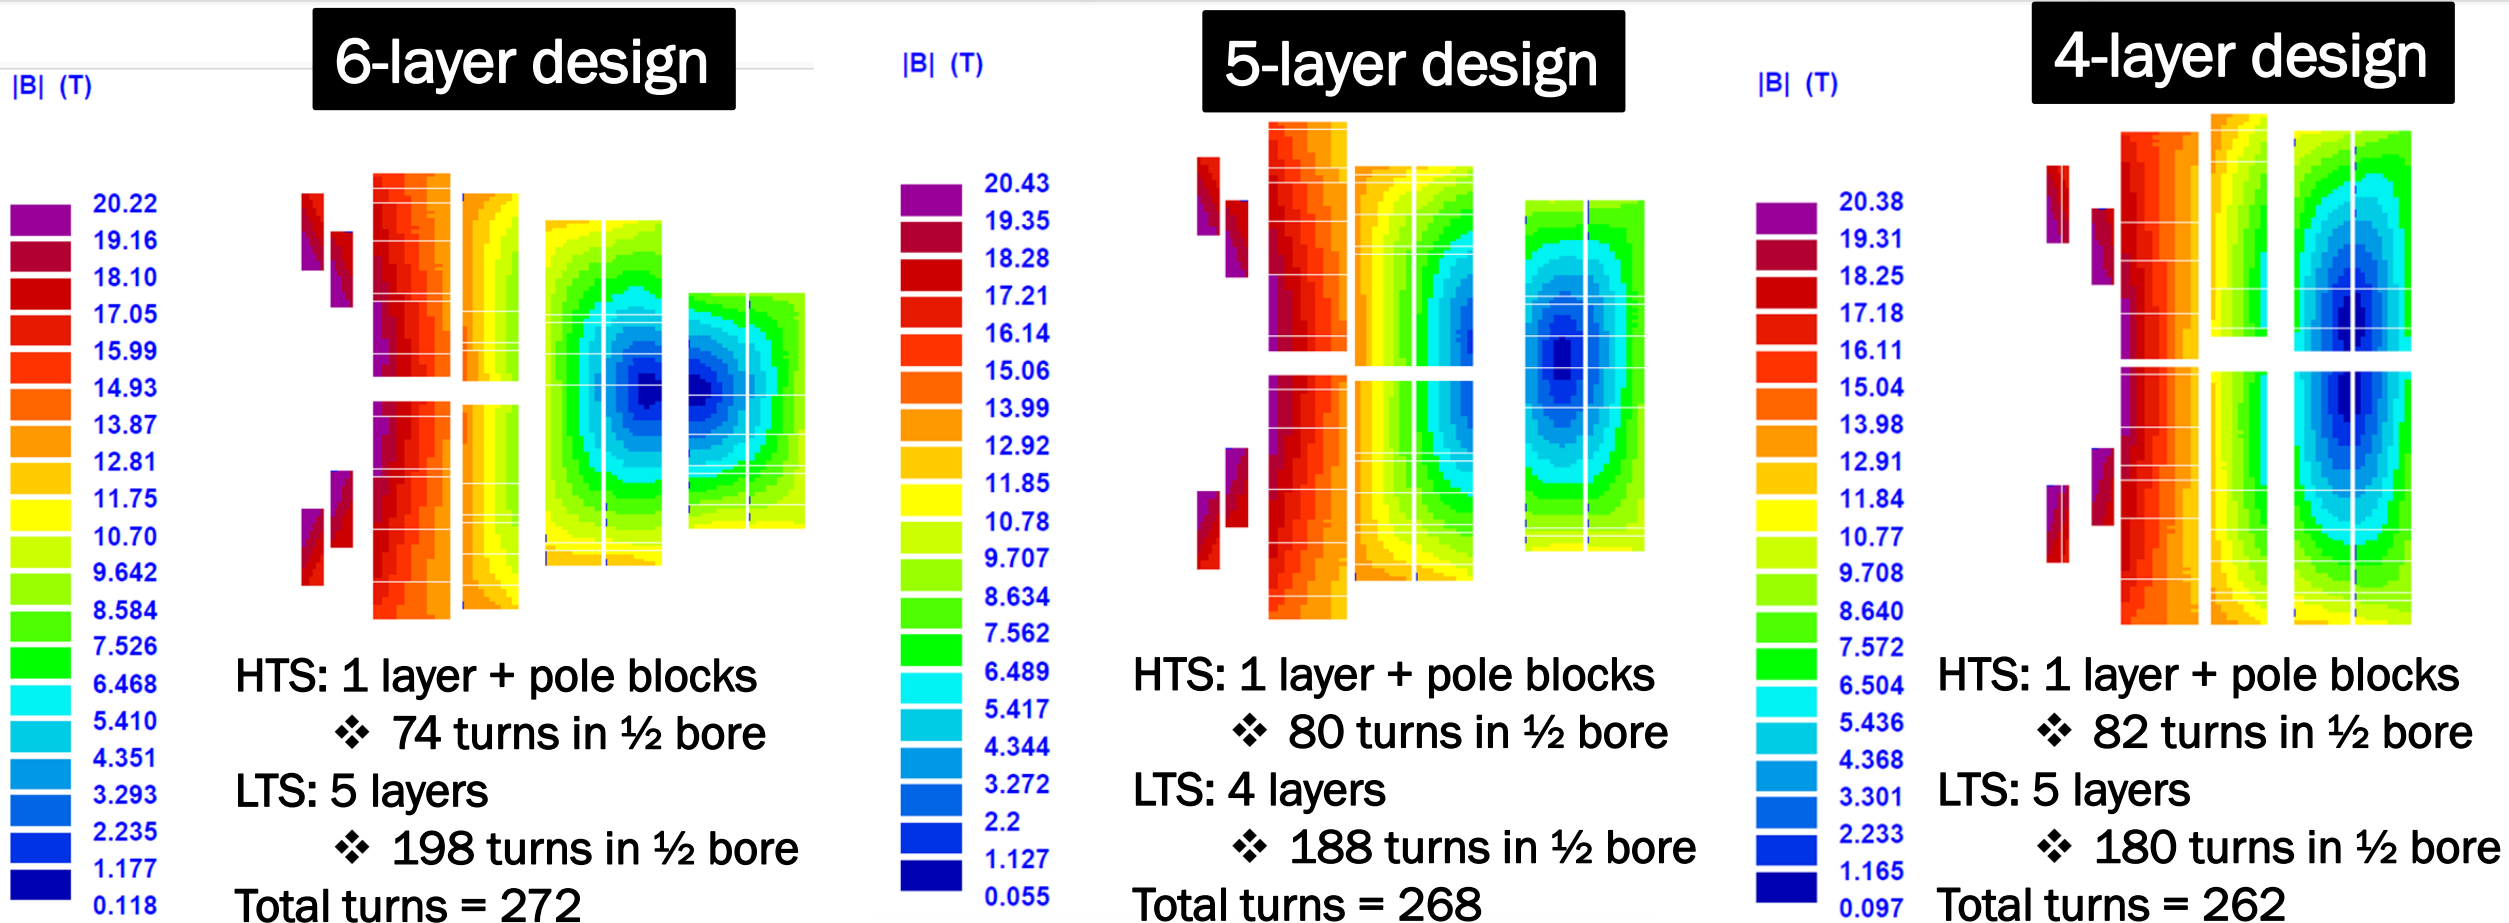 6-layer design
|B| (T)
20.22
19.16
18.10
17.05
15.99
14.93
13.87
12.81
11.75
10.70
9.642
8.584
7.526
6.468
5.410
4.351
3.293
2.235
1.177
0.118
HTS: 1 layer + pole blocks
❖ 74 turns in ½ bore
LTS: 5 layers
❖ 198 turns in ½ bore
Total turns = 272
5-layer design
|B| (T)
20.43
19.35
18.28
17.21
16.14
15.06
13.99
12.92
11.85
10.78
9.707
8.634
7.562
6.489
5.417
4.344
3.272
2.2
1.127
0.055
HTS: 1 layer + pole blocks
❖ 80 turns in ½ bore
LTS: 4 layers
❖ 188 turns in ½ bore
Total turns = 268
4-layer design
|B| (T)
20.38
19.31
18.25
17.18
16.11
15.04
13.98
12.91
11.84
10.77
9.708
8.640
7.572
6.504
5.436
4.368
3.301
2.233
1.165
0.097
HTS: 1 layer + pole blocks
❖ 82 turns in ½ bore
LTS: 5 layers
❖ 180 turns in ½ bore
Total turns = 262